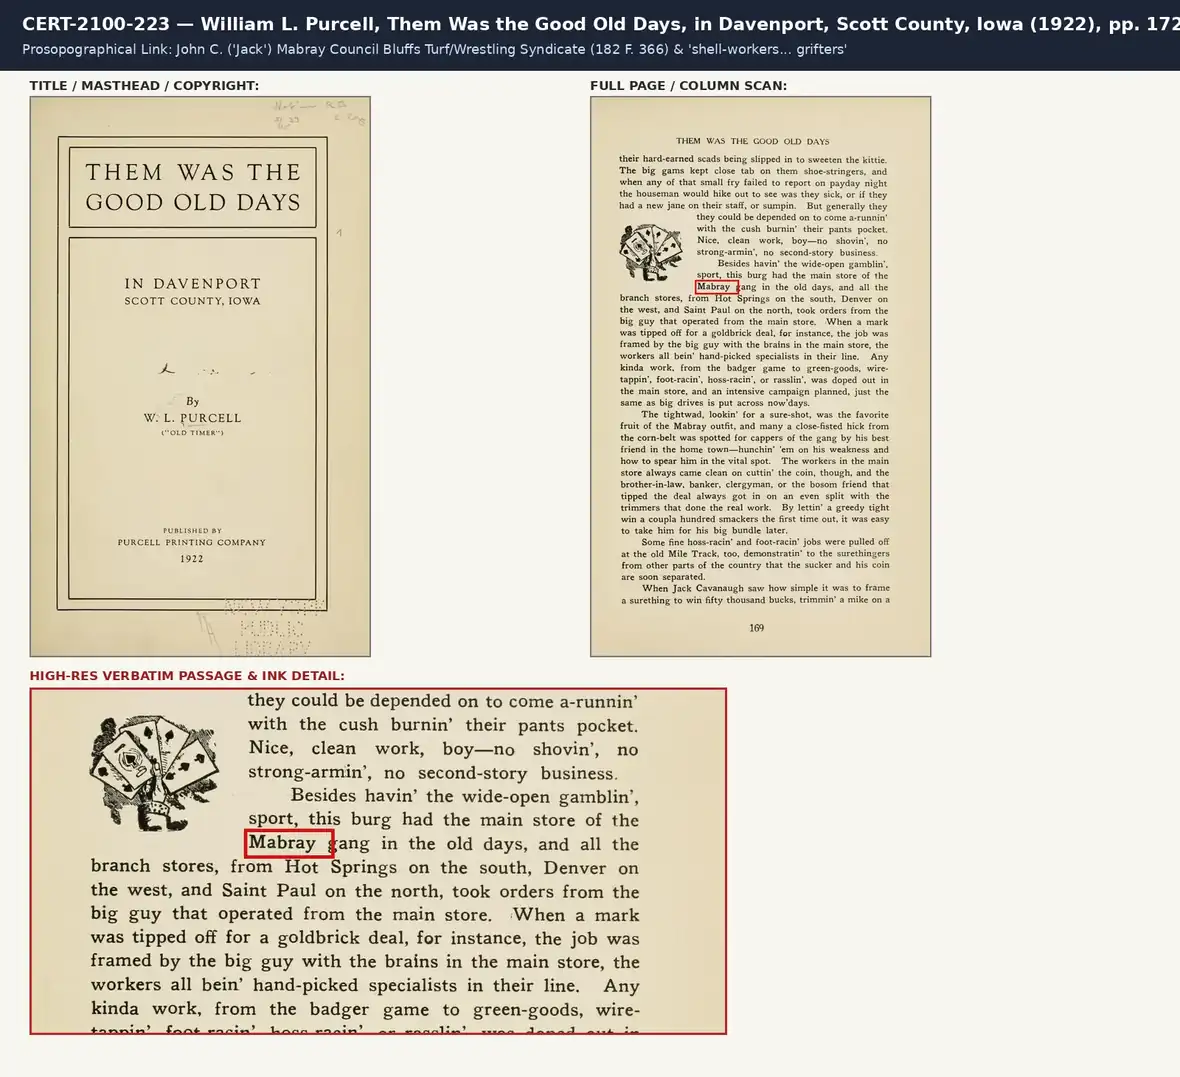 CERT-2100-223 — William L. Purcell, Them Was the Good Old Days, in Davenport, Scott County, Iowa (1922), pp. 172
Prosopographical Link: John C. ('Jack') Mabray Council Bluffs Turf/Wrestling Syndicate (182 F. 366) & 'shell-workers... grifters'
TITLE / MASTHEAD / COPYRIGHT:
THEM WAS THE
GOOD OLD DAYS
IN DAVENPORT
SCOTT COUNTY, IOWA
By
W. L. PURCELL
("OLD TIMER")
PUBLISHED BY
PURCELL PRINTING COMPANY
1922
NEW YORK
PUBLIC
LIBRARY
FULL PAGE / COLUMN SCAN:
THEM WAS THE GOOD OLD DAYS
their hard-earned scads being slipped in to sweeten the kittie.
The big gams kept close tab on them shoe-stringers, and
when any of that small fry failed to report on payday night
the houseman would hike out to see was they sick, or if they
had a new jane on their staff, or sumpin. But generally they
they could be depended on to come a-runnin'
with the cush burnin' their pants pocket.
Nice, clean work, boy—no shovin', no
strong-armin', no second-story business.
Besides havin' the wide-open gamblin',
sport, this burg had the main store of the
Mabray gang in the old days, and all the
branch stores, from Hot Springs on the south, Denver on
the west, and Saint Paul on the north, took orders from the
big guy that operated from the main store. When a mark
was tipped off for a goldbrick deal, for instance, the job was
framed by the big guy with the brains in the main store, the
workers all bein' hand-picked specialists in their line. Any
kinda work, from the badger game to green-goods, wire-
tappin', foot-racin', hoss-racin', or rasslin', was doped out in
the main store, and an intensive campaign planned, just the
same as big drives is put across now'days.
The tightwad, lookin' for a sure-shot, was the favorite
fruit of the Mabray outfit, and many a close-fisted hick from
the corn-belt was spotted for cappers of the gang by his best
friend in the home town—hunchin' 'em on his weakness and
how to spear him in the vital spot. The workers in the main
store always came clean on cuttin' the coin, though, and the
brother-in-law, banker, clergyman, or the bosom friend that
tipped the deal always got in on an even split with the
trimmers that done the real work. By lettin' a greedy tight
win a coupla hundred smackers the first time out, it was easy
to take him for his big bundle later.
Some fine hoss-racin' and foot-racin' jobs were pulled off
at the old Mile Track, too, demonstratin' to the surethingers
from other parts of the country that the sucker and his coin
are soon separated.
When Jack Cavanaugh saw how simple it was to frame
a surething to win fifty thousand bucks, trimmin' a mike on a
169
HIGH-RES VERBATIM PASSAGE & INK DETAIL:
they could be depended on to come a-runnin'
with the cush burnin' their pants pocket.
Nice, clean work, boy—no shovin', no
strong-armin', no second-story business.
Besides havin' the wide-open gamblin',
sport, this burg had the main store of the
Mabray gang in the old days, and all the
branch stores, from Hot Springs on the south, Denver on
the west, and Saint Paul on the north, took orders from the
big guy that operated from the main store. When a mark
was tipped off for a goldbrick deal, for instance, the job was
framed by the big guy with the brains in the main store, the
workers all bein' hand-picked specialists in their line. Any
kinda work, from the badger game to green-goods, wire-
tappin', foot-racin', hoss-racin', or rasslin', was doped out in